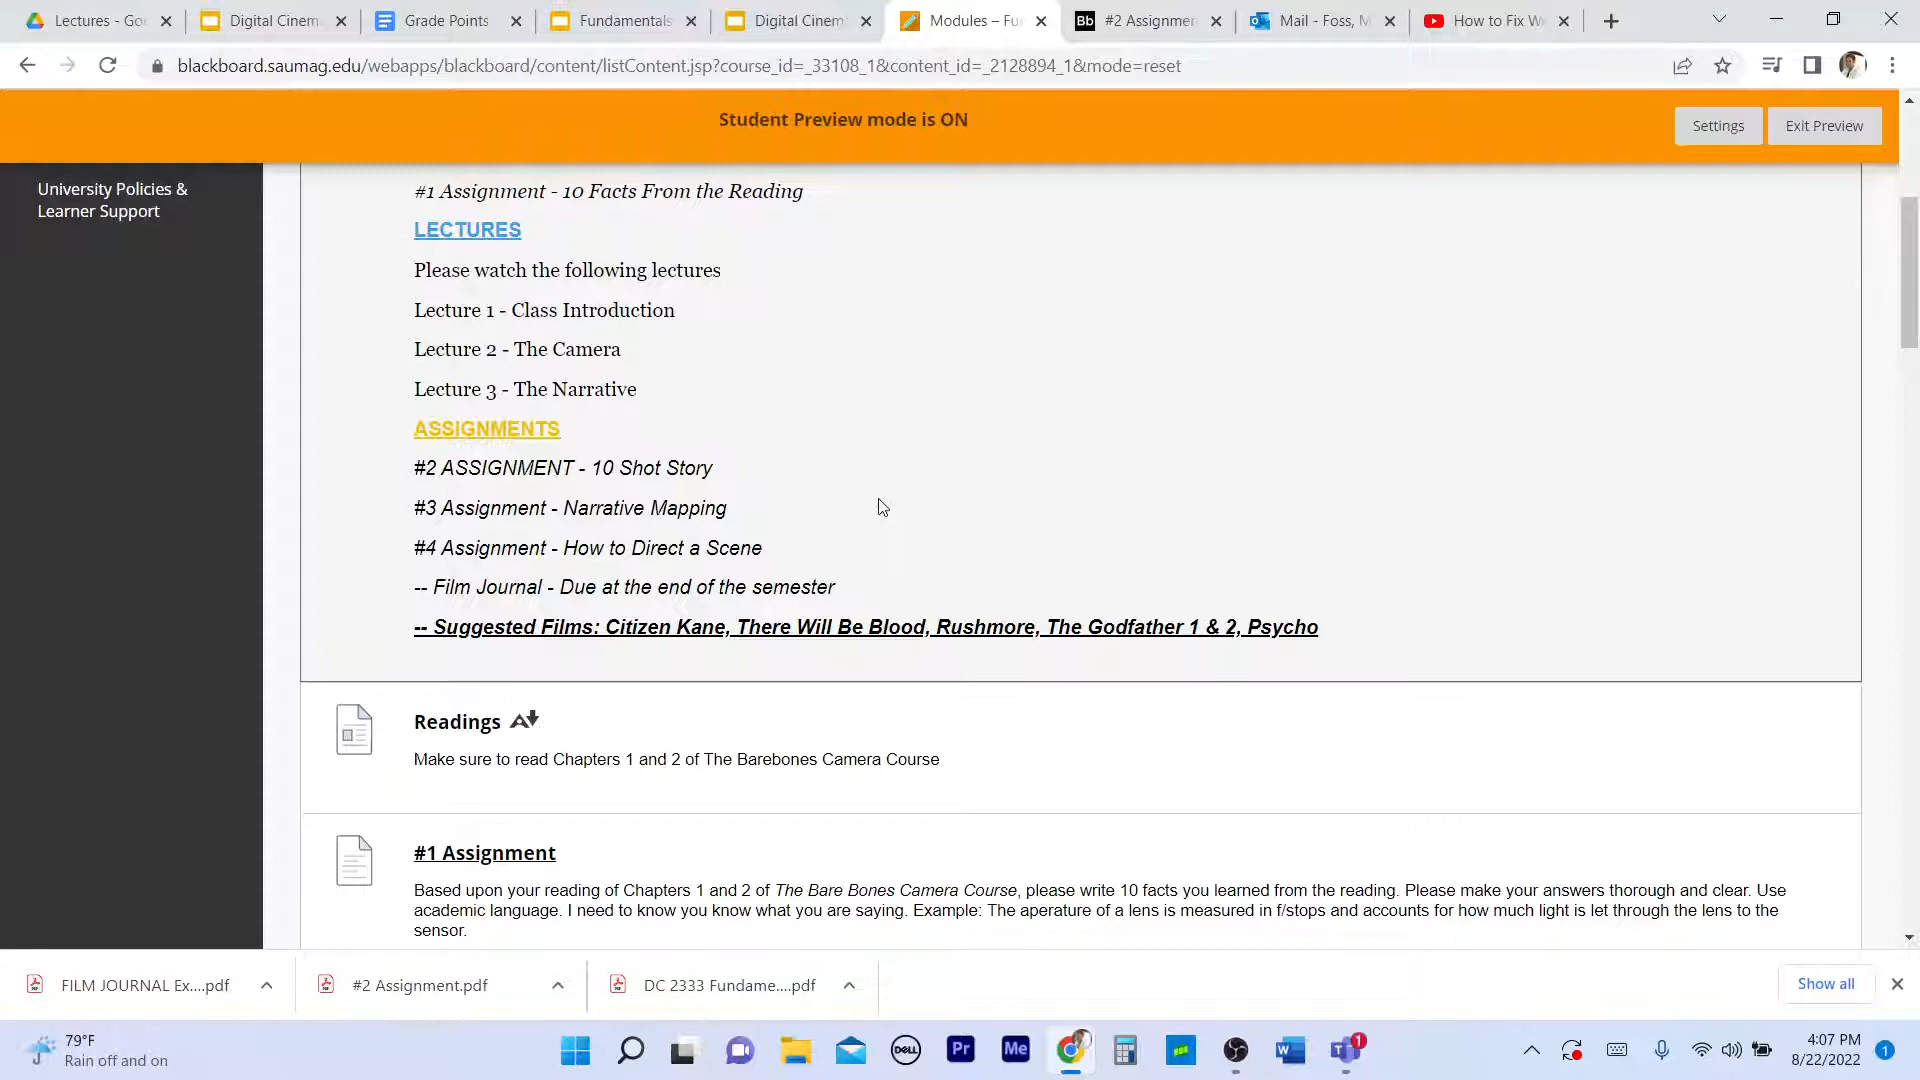 Lectures - Goo
Digital Cinem
Grade Points
Fundamentals
Digital Cinem
Modules – Fu
Bb
#2 Assignmen
Mail - Foss, M
How to Fix W
blackboard.saumag.edu/webapps/blackboard/content/listContent.jsp?course_id=_33108_1&content_id=_2128894_1&mode=reset
Student Preview mode is ON
Settings
Exit Preview
University Policies &
Learner Support
#1 Assignment - 10 Facts From the Reading
LECTURES
Please watch the following lectures
Lecture 1 - Class Introduction
Lecture 2 - The Camera
Lecture 3 - The Narrative
ASSIGNMENTS
#2 ASSIGNMENT - 10 Shot Story
#3 Assignment - Narrative Mapping
#4 Assignment - How to Direct a Scene
-- Film Journal - Due at the end of the semester
-- Suggested Films: Citizen Kane, There Will Be Blood, Rushmore, The Godfather 1 & 2, Psycho
Readings
Make sure to read Chapters 1 and 2 of The Barebones Camera Course
#1 Assignment
Based upon your reading of Chapters 1 and 2 of The Bare Bones Camera Course, please write 10 facts you learned from the reading. Please make your answers thorough and clear. Use
academic language. I need to know you know what you are saying. Example: The aperature of a lens is measured in f/stops and accounts for how much light is let through the lens to the
sensor.
FILM JOURNAL Ex....pdf
#2 Assignment.pdf
DC 2333 Fundame....pdf
Show all
79°F
Rain off and on
DELL
Pr
Me
W
1
4:07 PM
8/22/2022
1